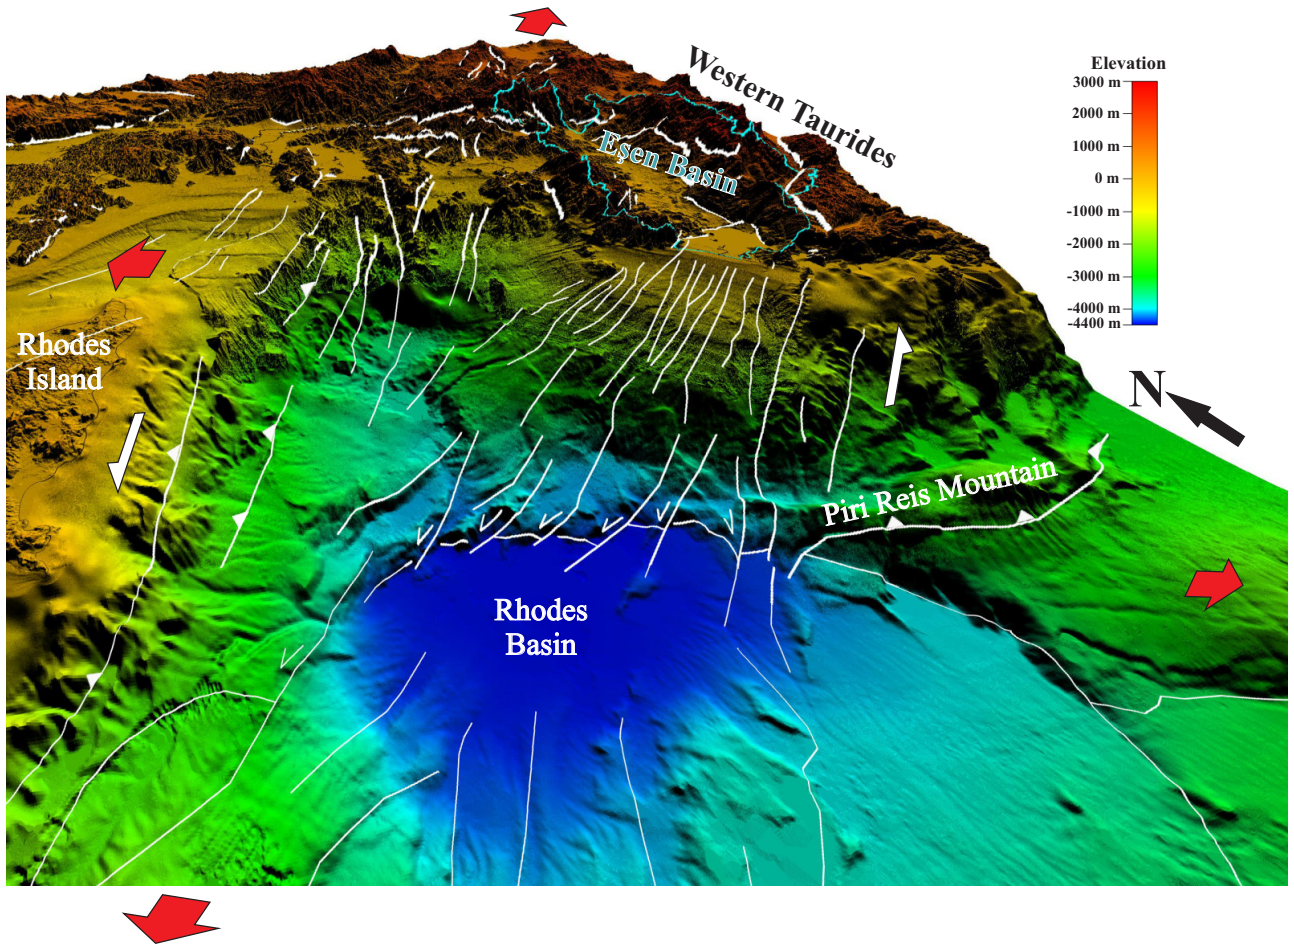 Western Taurides
Elevation
3000 m
2000 m
1000 m
0 m
-1000 m
-2000 m
-3000 m
-4000 m
-4400 m
Eşen Basin
Rhodes
Island
N
Piri Reis Mountain
Rhodes
Basin